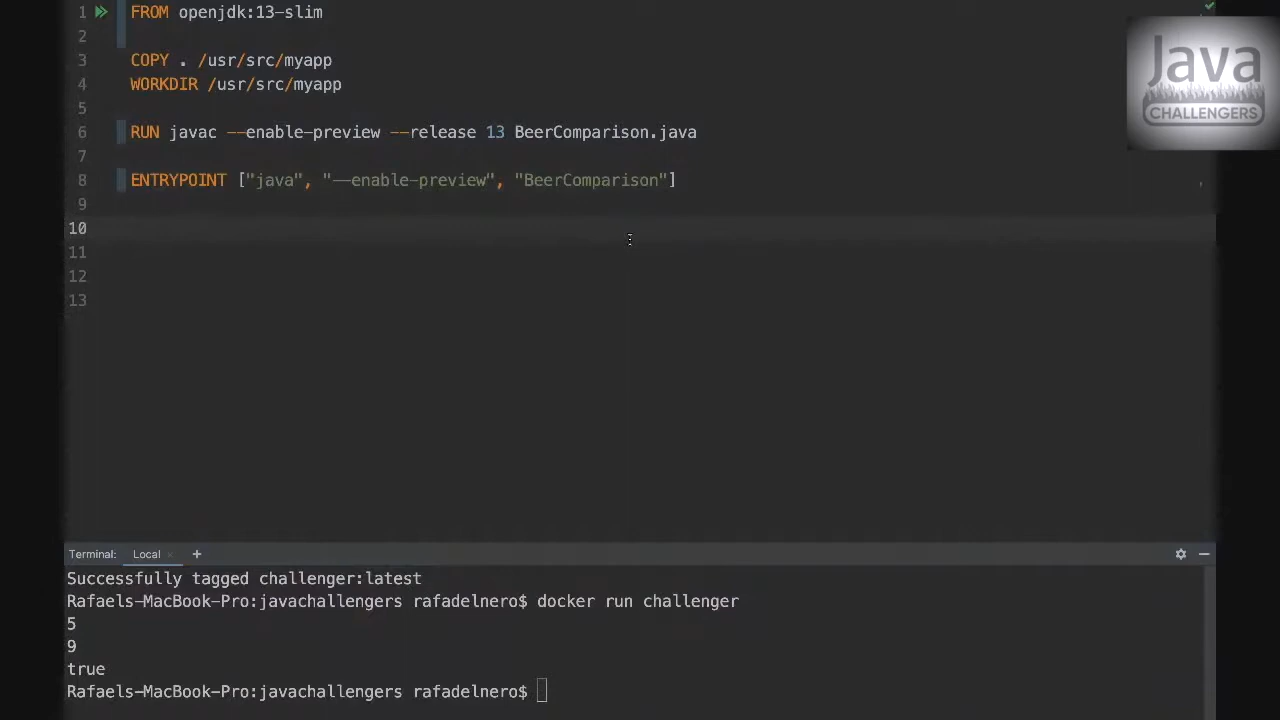 1 FROM openjdk:13-slim
2
3 COPY . /usr/src/myapp
4 WORKDIR /usr/src/myapp
5
6 RUN javac --enable-preview --release 13 BeerComparison.java
7
8 ENTRYPOINT ["java", "--enable-preview", "BeerComparison"]
9
10
11
12
13
Java
CHALLENGERS
Terminal: Local × +
Successfully tagged challenger:latest
Rafaels-MacBook-Pro:javachallengers rafadelnero$ docker run challenger
5
9
true
Rafaels-MacBook-Pro:javachallengers rafadelnero$